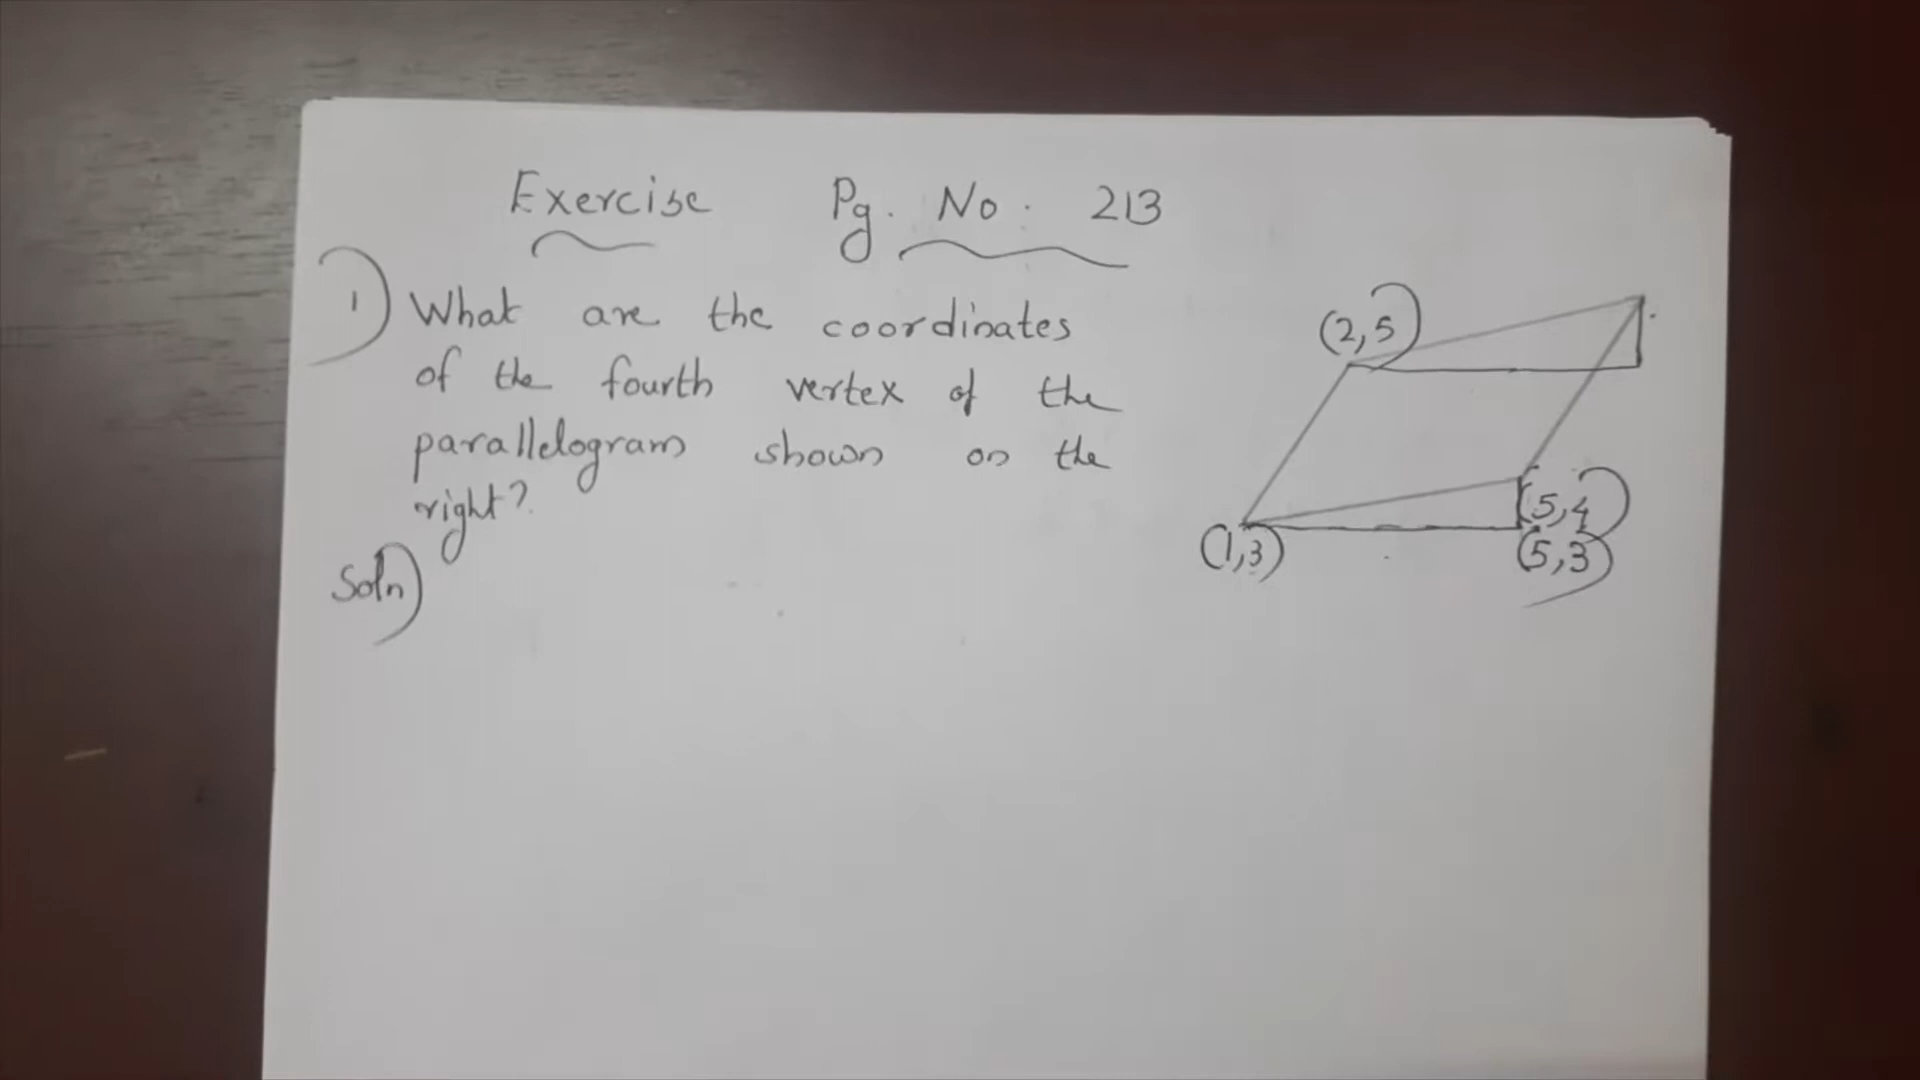 Exercise Pg. No. 213
1) What are the coordinates
of the fourth vertex of the
parallelogram shown on the
right?
Soln)
(2,5)
(5,4)
(1,3)
(5,3)